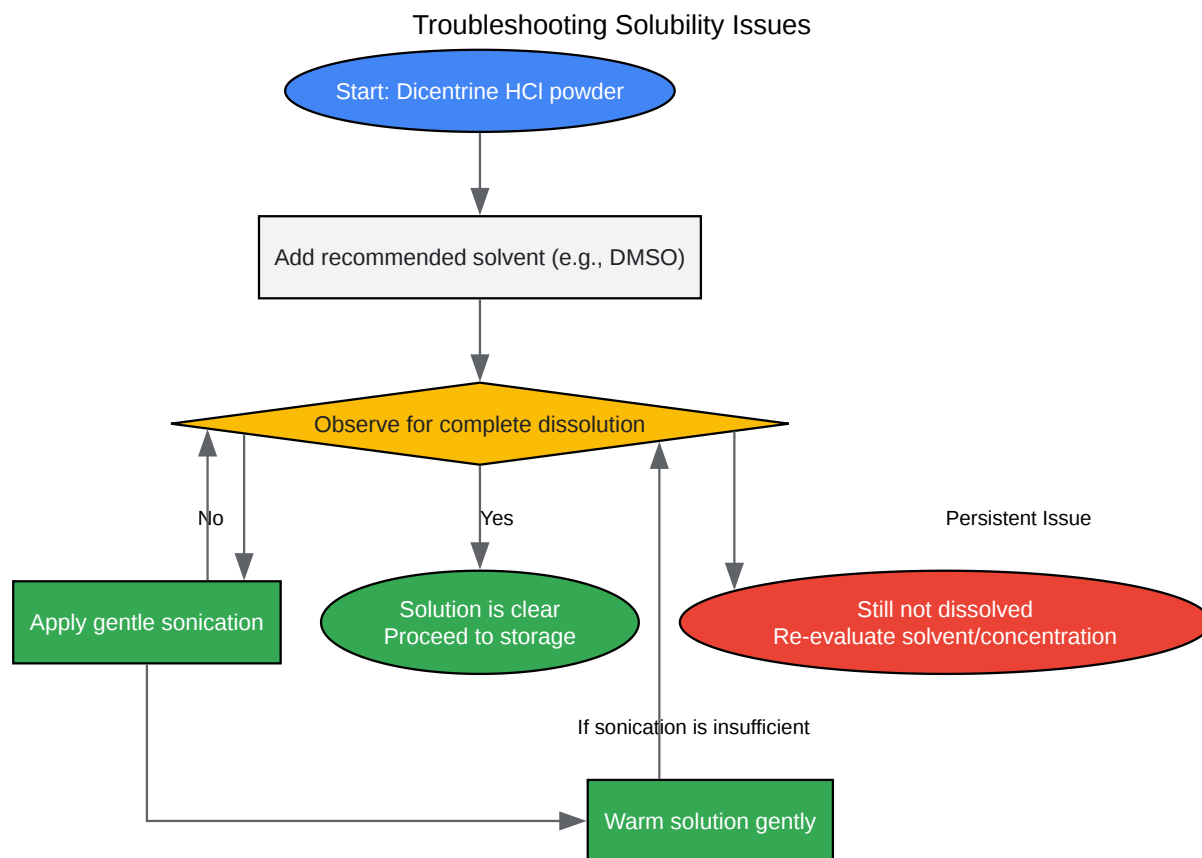 Troubleshooting Solubility Issues
Start: Dicentrine HCl powder
Add recommended solvent (e.g., DMSO)
Observe for complete dissolution
No
Yes
Persistent Issue
Apply gentle sonication
Solution is clear
Proceed to storage
Still not dissolved
Re-evaluate solvent/concentration
If sonication is insufficient
Warm solution gently